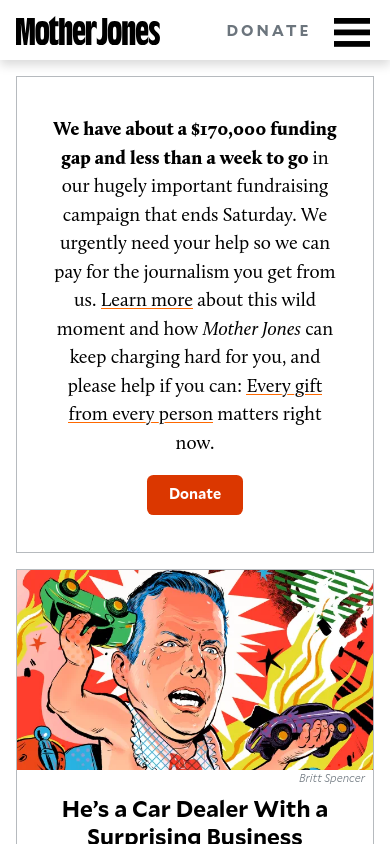 Mother Jones
DONATE
We have about a $170,000 funding
gap and less than a week to go in
our hugely important fundraising
campaign that ends Saturday. We
urgently need your help so we can
pay for the journalism you get from
us. Learn more about this wild
moment and how Mother Jones can
keep charging hard for you, and
please help if you can: Every gift
from every person matters right
now.
Donate
Britt Spencer
He’s a Car Dealer With a
Surprising Business